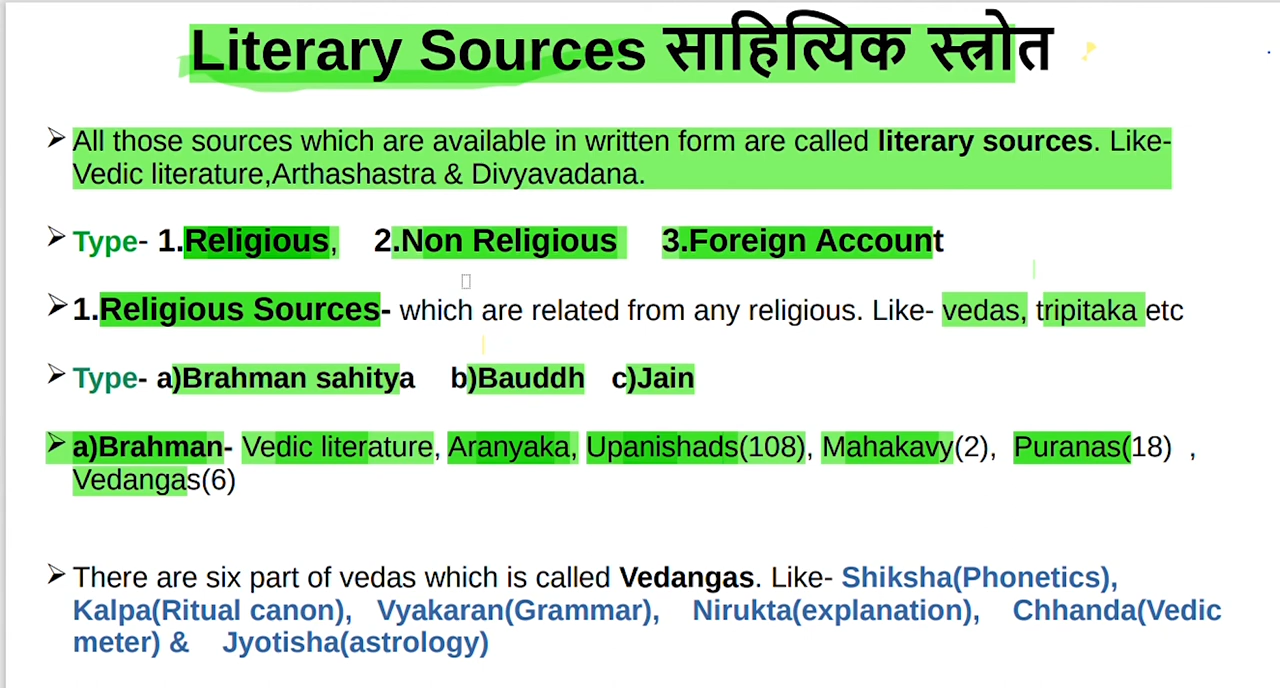 Literary Sources साहित्यिक स्त्रोत
➢ All those sources which are available in written form are called literary sources. Like-
Vedic literature,Arthashastra & Divyavadana.
➢ Type- 1.Religious, 2.Non Religious 3.Foreign Account
➢ 1.Religious Sources- which are related from any religious. Like- vedas, tripitaka etc
➢ Type- a)Brahman sahitya b)Bauddh c)Jain
➢ a)Brahman- Vedic literature, Aranyaka, Upanishads(108), Mahakavy(2), Puranas(18) ,
Vedangas(6)
➢ There are six part of vedas which is called Vedangas. Like- Shiksha(Phonetics),
Kalpa(Ritual canon), Vyakaran(Grammar), Nirukta(explanation), Chhanda(Vedic
meter) & Jyotisha(astrology)